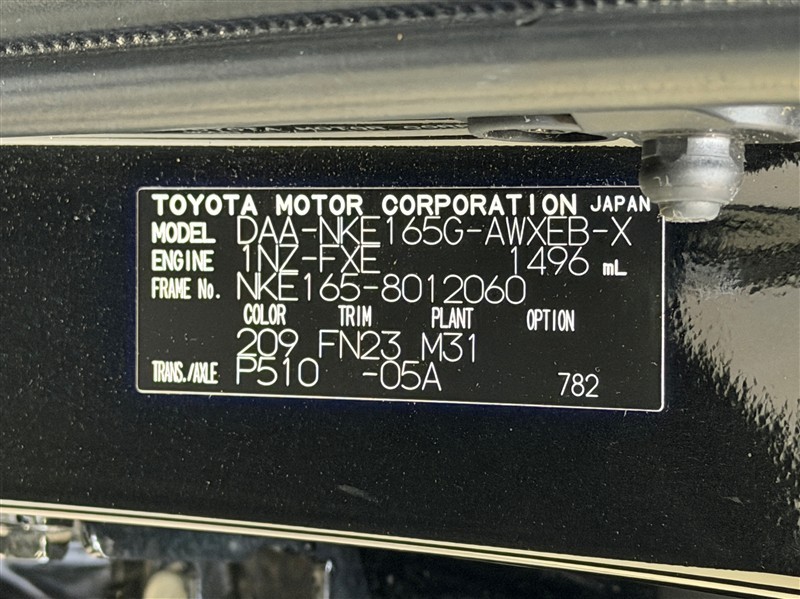 TOYOTA MOTOR CORPORATION JAPAN
MODEL DAA-NKE165G-AWXEB-X
ENGINE 1NZ-FXE 1496 mL
FRAME No. NKE165-8012060
COLOR TRIM PLANT OPTION
209 FN23 M31
TRANS./AXLE P510 -05A 782